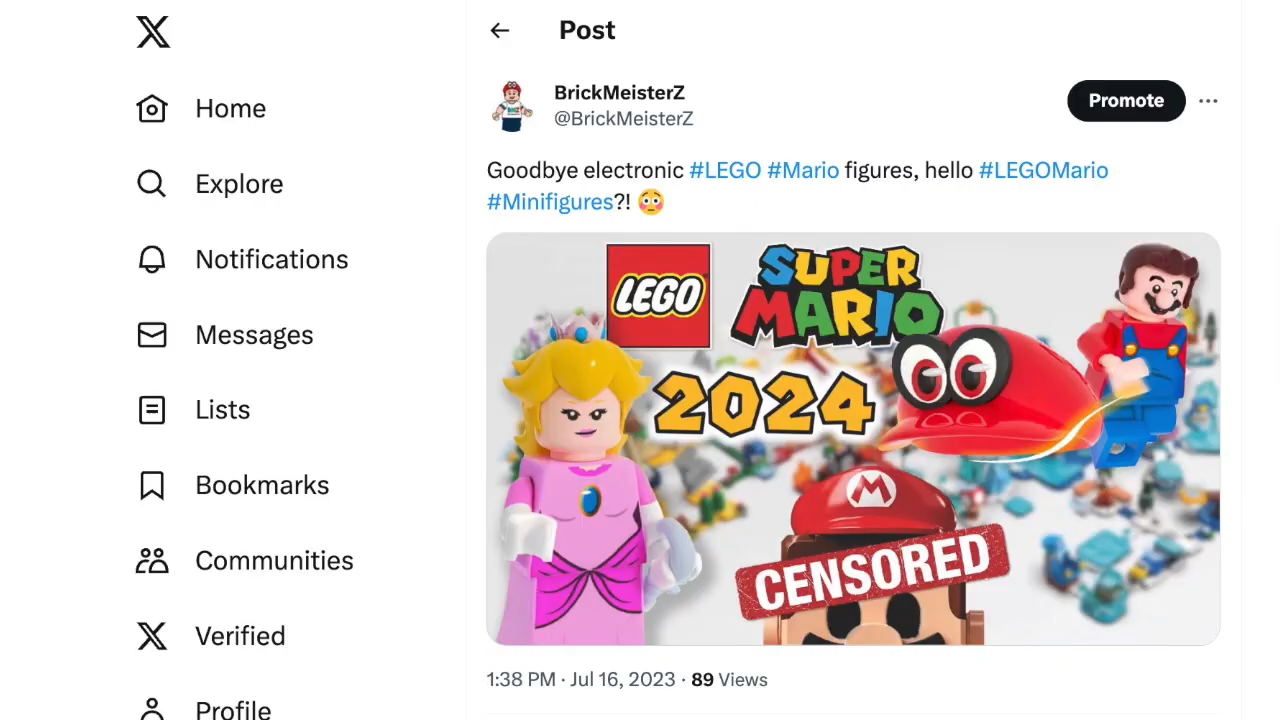 Post
Home
Explore
Notifications
Messages
Lists
Bookmarks
Communities
Verified
Profile
BrickMeisterZ
@BrickMeisterZ
Promote
Goodbye electronic #LEGO #Mario figures, hello #LEGOMario
#Minifigures?! 😳
LEGO
SUPER
MARIO
2024
M
CENSORED
1:38 PM · Jul 16, 2023 · 89 Views